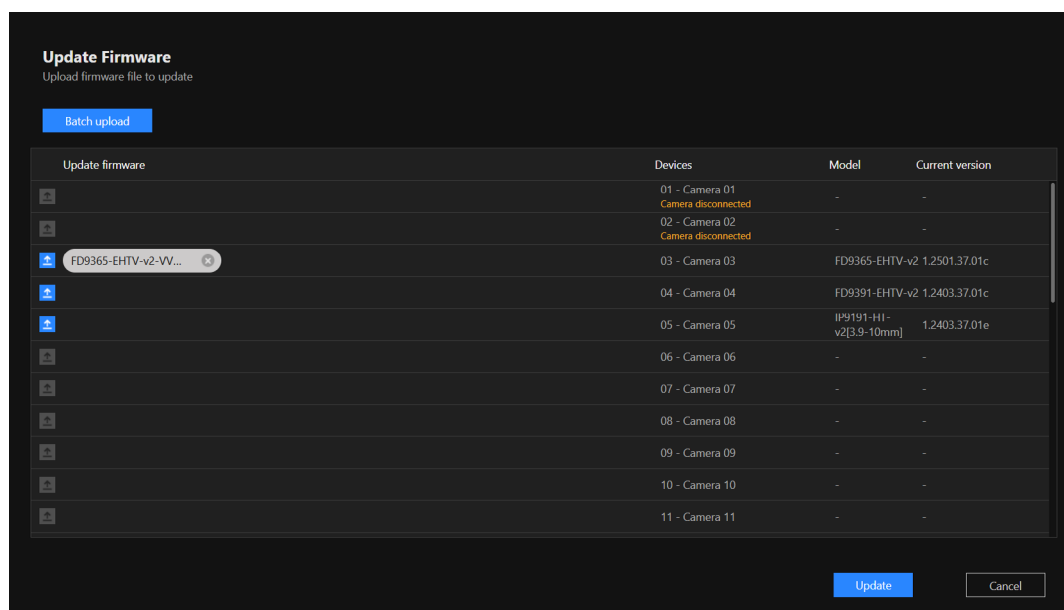 Update Firmware
Upload firmware file to update
Batch upload
Update firmware Devices Model Current version
01 - Camera 01
Camera disconnected - -
02 - Camera 02
Camera disconnected - -
FD9365-EHTV-v2-VV... 03 - Camera 03 FD9365-EHTV-v2 1.2501.37.01c
04 - Camera 04 FD9391-EHTV-v2 1.2403.37.01c
05 - Camera 05 IP9191-HT-
v2[3.9-10mm] 1.2403.37.01e
06 - Camera 06 - -
07 - Camera 07 - -
08 - Camera 08 - -
09 - Camera 09 - -
10 - Camera 10 - -
11 - Camera 11 - -
Update Cancel